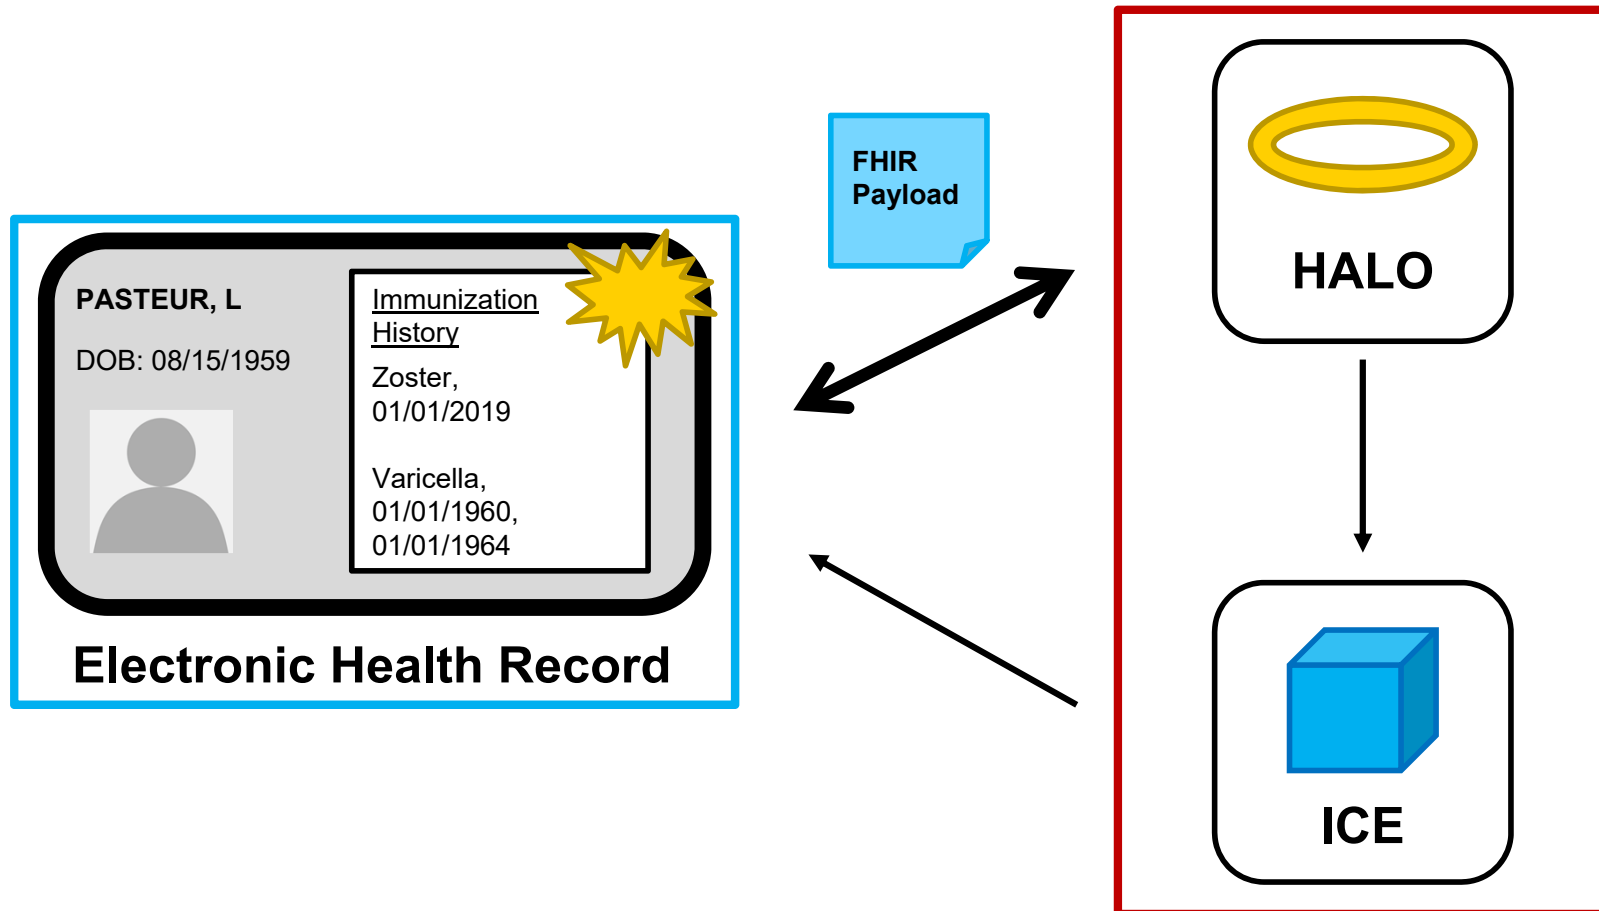 PASTEUR, L
DOB: 08/15/1959
Immunization
History
Zoster,
01/01/2019
Varicella,
01/01/1960,
01/01/1964
Electronic Health Record
FHIR
Payload
HALO
ICE